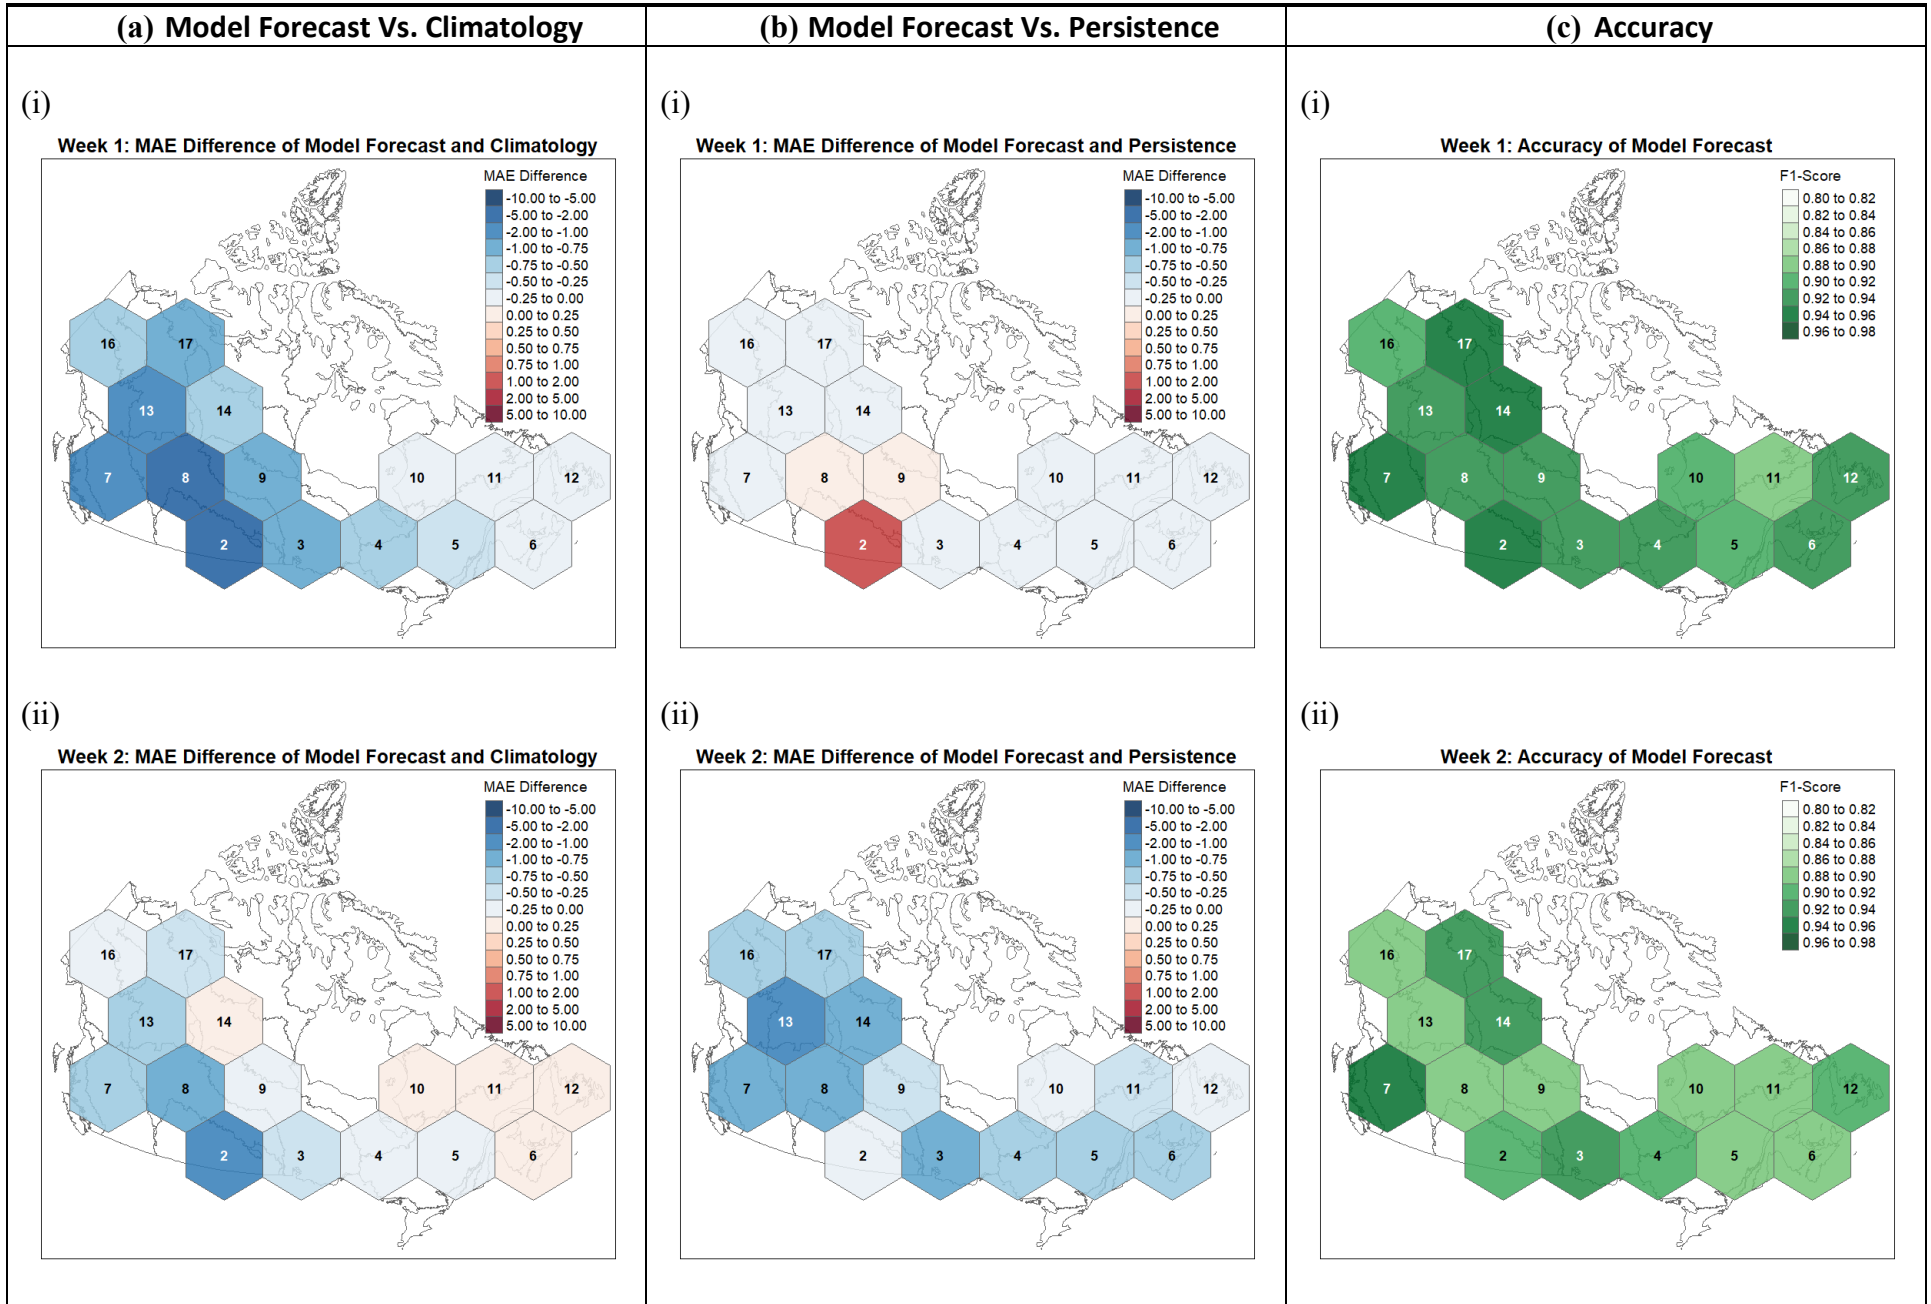 (a) Model Forecast Vs. Climatology
(b) Model Forecast Vs. Persistence
(c) Accuracy
(i)
Week 1: MAE Difference of Model Forecast and Climatology
MAE Difference
-10.00 to -5.00
-5.00 to -2.00
-2.00 to -1.00
-1.00 to -0.75
-0.75 to -0.50
-0.50 to -0.25
-0.25 to 0.00
0.00 to 0.25
0.25 to 0.50
0.50 to 0.75
0.75 to 1.00
1.00 to 2.00
2.00 to 5.00
5.00 to 10.00
16 17
13 14
7 8 9 10 11 12
2 3 4 5 6
(i)
Week 1: MAE Difference of Model Forecast and Persistence
MAE Difference
-10.00 to -5.00
-5.00 to -2.00
-2.00 to -1.00
-1.00 to -0.75
-0.75 to -0.50
-0.50 to -0.25
-0.25 to 0.00
0.00 to 0.25
0.25 to 0.50
0.50 to 0.75
0.75 to 1.00
1.00 to 2.00
2.00 to 5.00
5.00 to 10.00
16 17
13 14
7 8 9 10 11 12
2 3 4 5 6
(i)
Week 1: Accuracy of Model Forecast
F1-Score
0.80 to 0.82
0.82 to 0.84
0.84 to 0.86
0.86 to 0.88
0.88 to 0.90
0.90 to 0.92
0.92 to 0.94
0.94 to 0.96
0.96 to 0.98
16 17
13 14
7 8 9 10 11 12
2 3 4 5 6
(ii)
Week 2: MAE Difference of Model Forecast and Climatology
MAE Difference
-10.00 to -5.00
-5.00 to -2.00
-2.00 to -1.00
-1.00 to -0.75
-0.75 to -0.50
-0.50 to -0.25
-0.25 to 0.00
0.00 to 0.25
0.25 to 0.50
0.50 to 0.75
0.75 to 1.00
1.00 to 2.00
2.00 to 5.00
5.00 to 10.00
16 17
13 14
7 8 9 10 11 12
2 3 4 5 6
(ii)
Week 2: MAE Difference of Model Forecast and Persistence
MAE Difference
-10.00 to -5.00
-5.00 to -2.00
-2.00 to -1.00
-1.00 to -0.75
-0.75 to -0.50
-0.50 to -0.25
-0.25 to 0.00
0.00 to 0.25
0.25 to 0.50
0.50 to 0.75
0.75 to 1.00
1.00 to 2.00
2.00 to 5.00
5.00 to 10.00
16 17
13 14
7 8 9 10 11 12
2 3 4 5 6
(ii)
Week 2: Accuracy of Model Forecast
F1-Score
0.80 to 0.82
0.82 to 0.84
0.84 to 0.86
0.86 to 0.88
0.88 to 0.90
0.90 to 0.92
0.92 to 0.94
0.94 to 0.96
0.96 to 0.98
16 17
13 14
7 8 9 10 11 12
2 3 4 5 6